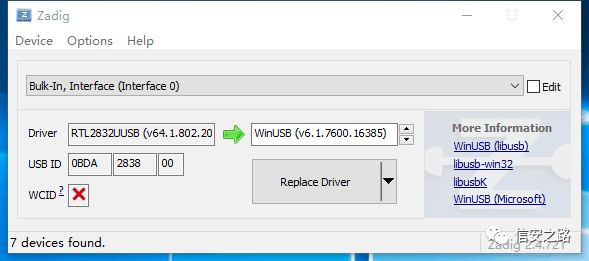 Zadig
Device Options Help
Bulk-In, Interface (Interface 0)
Edit
Driver RTL2832UUSB (v64.1.802.20 WinUSB (v6.1.7600.16385)
More Information
WinUSB (libusb)
USB ID 0BDA 2838 00
libusb-win32
WCID ?
Replace Driver
libusbK
WinUSB (Microsoft)
7 devices found.
信安之路
Zadig 2.4.721